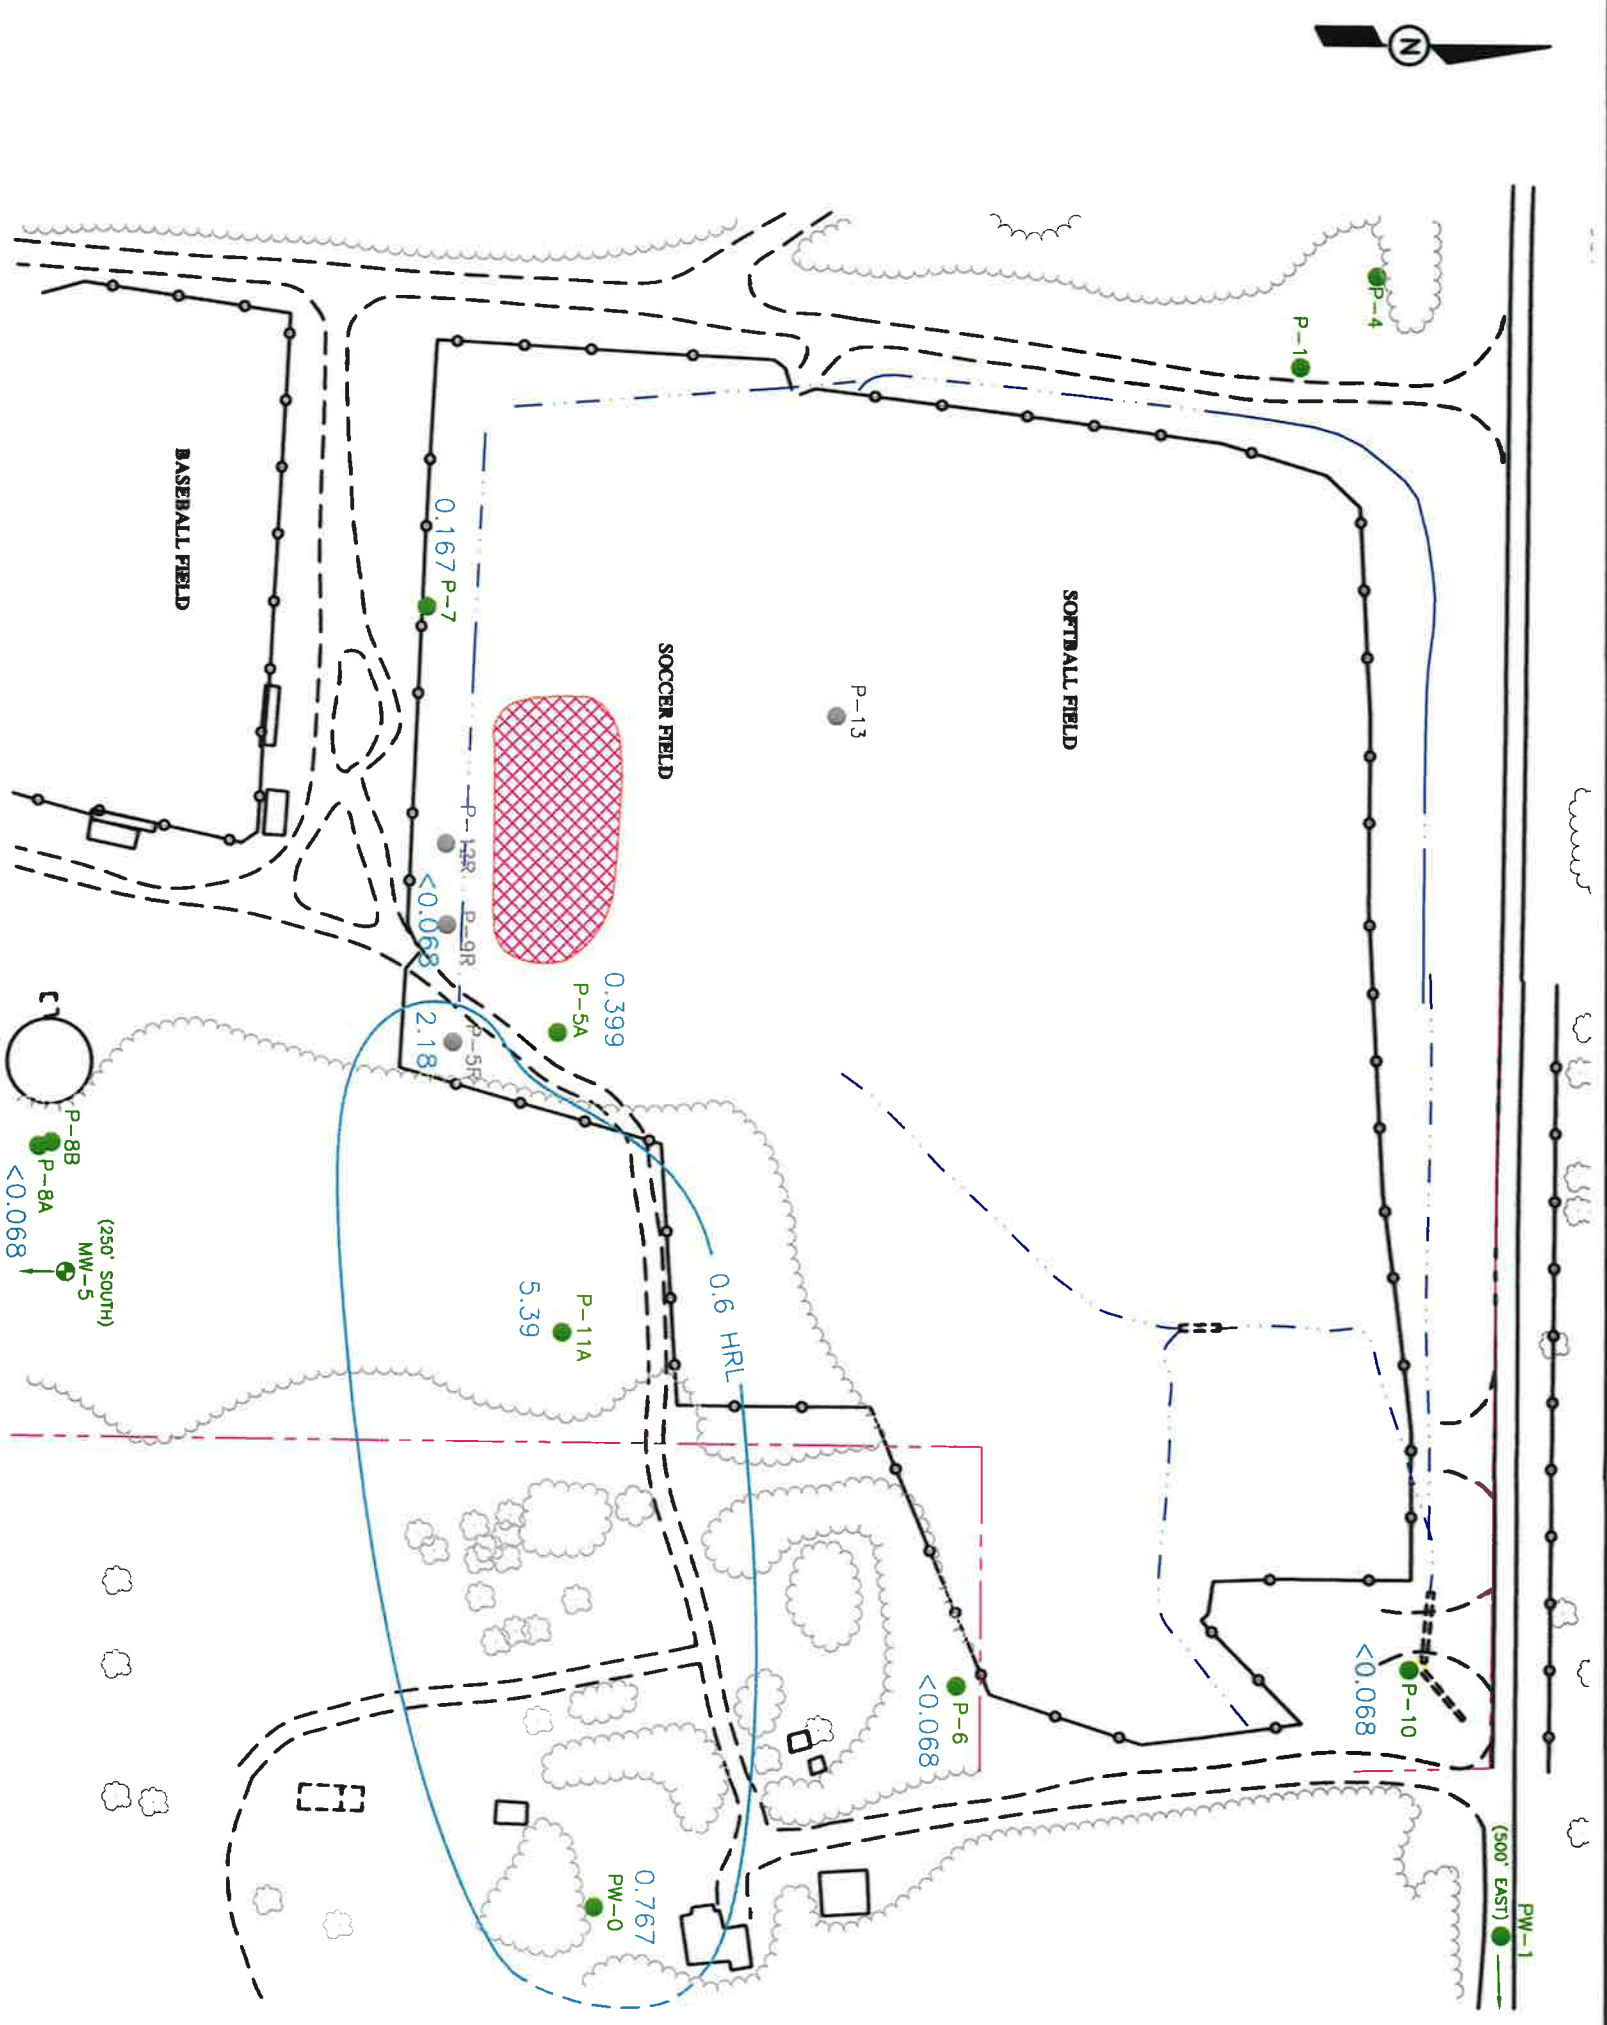 N
P-4
P-1
PW-1
(500' EAST)
P-10
<0.068
SOFTBALL FIELD
P-13
P-6
<0.068
SOCCER FIELD
0.399
P-5A
0.6 HRL
0.767
PW-0
P-11A
5.39
0.167 P-7
P-12R
P-9R
<0.068
P-5R
2.18
BASEBALL FIELD
(250' SOUTH)
MW-5
P-8B
P-8A
<0.068